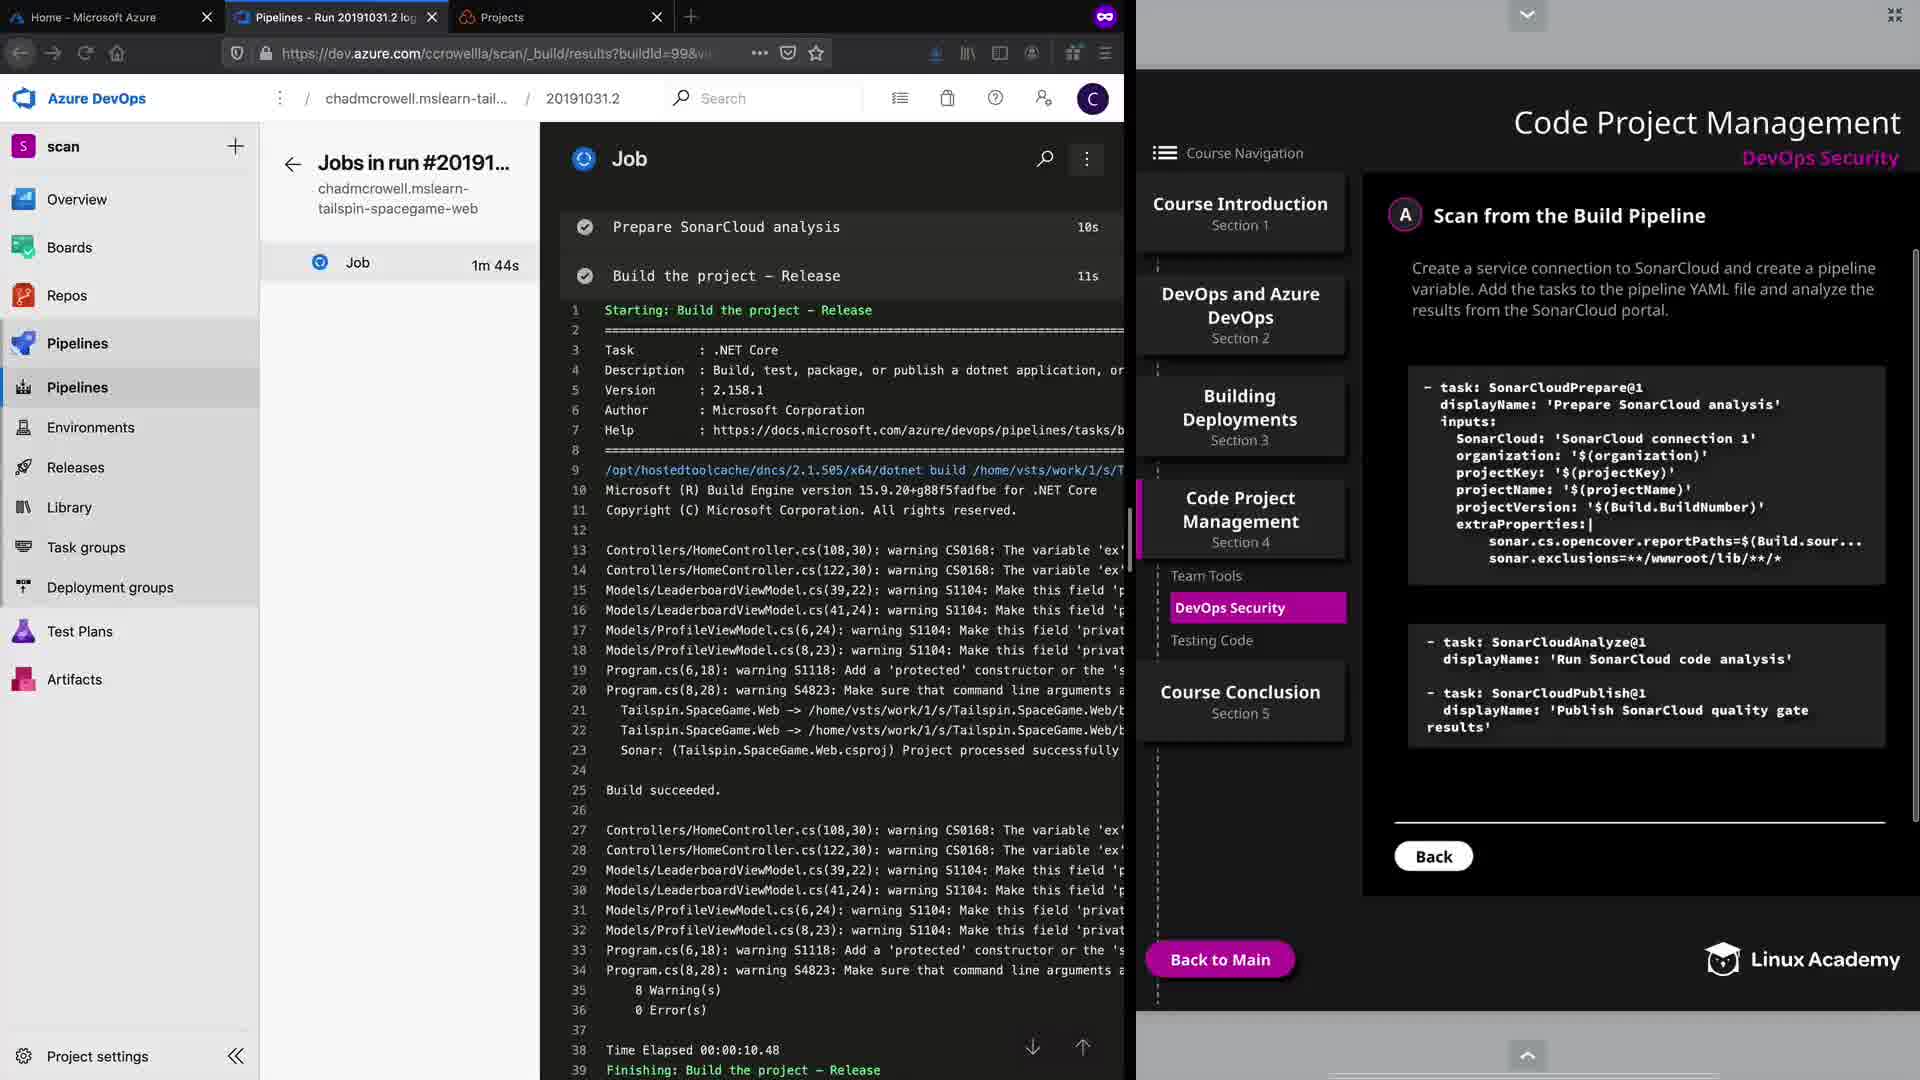 Home - Microsoft Azure
Pipelines - Run 20191031.2 log
Projects
https://dev.azure.com/ccrowellla/scan/_build/results?buildId=99&v
Azure DevOps
/ chadmcrowell.mslearn-tail... / 20191031.2
Search
C
S scan
Overview
Boards
Repos
Pipelines
Pipelines
Environments
Releases
Library
Task groups
Deployment groups
Test Plans
Artifacts
Project settings
Jobs in run #20191...
chadmcrowell.mslearn-
tailspin-spacegame-web
Job 1m 44s
Job
Prepare SonarCloud analysis 10s
Build the project - Release 11s
1 Starting: Build the project - Release
2 ==============================================================================
3 Task : .NET Core
4 Description : Build, test, package, or publish a dotnet application, or
5 Version : 2.158.1
6 Author : Microsoft Corporation
7 Help : https://docs.microsoft.com/azure/devops/pipelines/tasks/b
8 ==============================================================================
9 /opt/hostedtoolcache/dncs/2.1.505/x64/dotnet build /home/vsts/work/1/s/T
10 Microsoft (R) Build Engine version 15.9.20+g88f5fadfbe for .NET Core
11 Copyright (C) Microsoft Corporation. All rights reserved.
12
13 Controllers/HomeController.cs(108,30): warning CS0168: The variable 'ex'
14 Controllers/HomeController.cs(122,30): warning CS0168: The variable 'ex'
15 Models/LeaderboardViewModel.cs(39,22): warning S1104: Make this field 'p
16 Models/LeaderboardViewModel.cs(41,24): warning S1104: Make this field 'p
17 Models/ProfileViewModel.cs(6,24): warning S1104: Make this field 'privat
18 Models/ProfileViewModel.cs(8,23): warning S1104: Make this field 'privat
19 Program.cs(6,18): warning S1118: Add a 'protected' constructor or the 's
20 Program.cs(8,28): warning S4823: Make sure that command line arguments a
21 Tailspin.SpaceGame.Web -> /home/vsts/work/1/s/Tailspin.SpaceGame.Web/b
22 Tailspin.SpaceGame.Web -> /home/vsts/work/1/s/Tailspin.SpaceGame.Web/b
23 Sonar: (Tailspin.SpaceGame.Web.csproj) Project processed successfully
24
25 Build succeeded.
26
27 Controllers/HomeController.cs(108,30): warning CS0168: The variable 'ex'
28 Controllers/HomeController.cs(122,30): warning CS0168: The variable 'ex'
29 Models/LeaderboardViewModel.cs(39,22): warning S1104: Make this field 'p
30 Models/LeaderboardViewModel.cs(41,24): warning S1104: Make this field 'p
31 Models/ProfileViewModel.cs(6,24): warning S1104: Make this field 'privat
32 Models/ProfileViewModel.cs(8,23): warning S1104: Make this field 'privat
33 Program.cs(6,18): warning S1118: Add a 'protected' constructor or the 's
34 Program.cs(8,28): warning S4823: Make sure that command line arguments a
35 8 Warning(s)
36 0 Error(s)
37
38 Time Elapsed 00:00:10.48
39 Finishing: Build the project - Release
Code Project Management
DevOps Security
Course Navigation
Course Introduction
Section 1
DevOps and Azure
DevOps
Section 2
Building
Deployments
Section 3
Code Project
Management
Section 4
Team Tools
DevOps Security
Testing Code
Course Conclusion
Section 5
Back to Main
A Scan from the Build Pipeline
Create a service connection to SonarCloud and create a pipeline
variable. Add the tasks to the pipeline YAML file and analyze the
results from the SonarCloud portal.
- task: SonarCloudPrepare@1
displayName: 'Prepare SonarCloud analysis'
inputs:
SonarCloud: 'SonarCloud connection 1'
organization: '$(organization)'
projectKey: '$(projectKey)'
projectName: '$(projectName)'
projectVersion: '$(Build.BuildNumber)'
extraProperties:|
sonar.cs.opencover.reportPaths=$(Build.sour...
sonar.exclusions=**/wwwroot/lib/**/*
- task: SonarCloudAnalyze@1
displayName: 'Run SonarCloud code analysis'
- task: SonarCloudPublish@1
displayName: 'Publish SonarCloud quality gate
results'
Back
Linux Academy